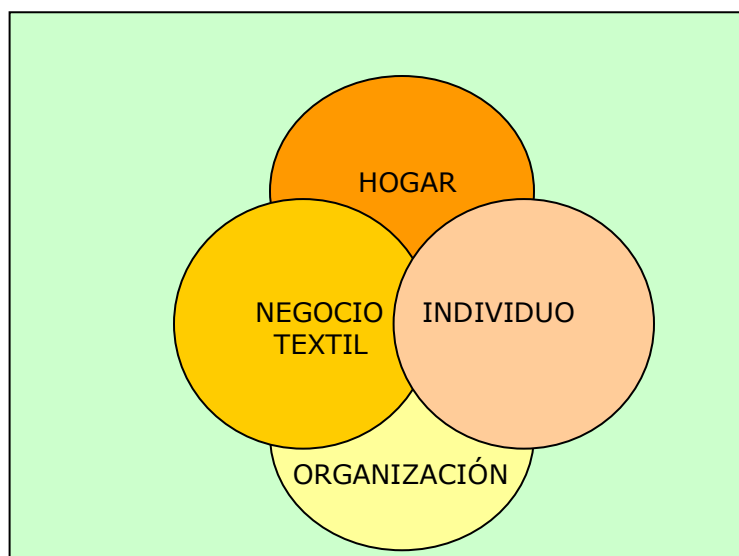 HOGAR
NEGOCIO
TEXTIL
INDIVIDUO
ORGANIZACIÓN